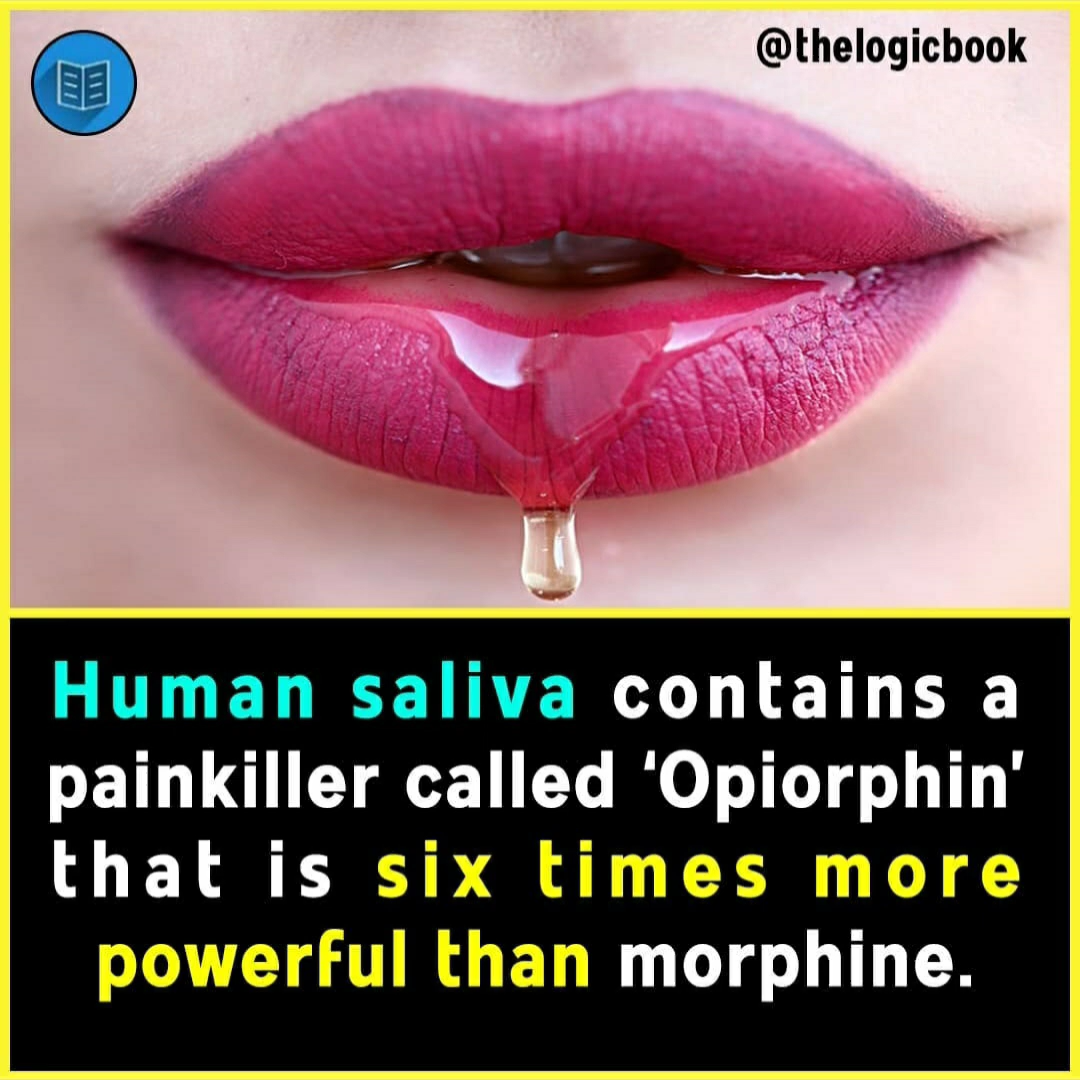 @thelogicbook
Human saliva contains a
painkiller called ‘Opiorphin’
that is six times more
powerful than morphine.